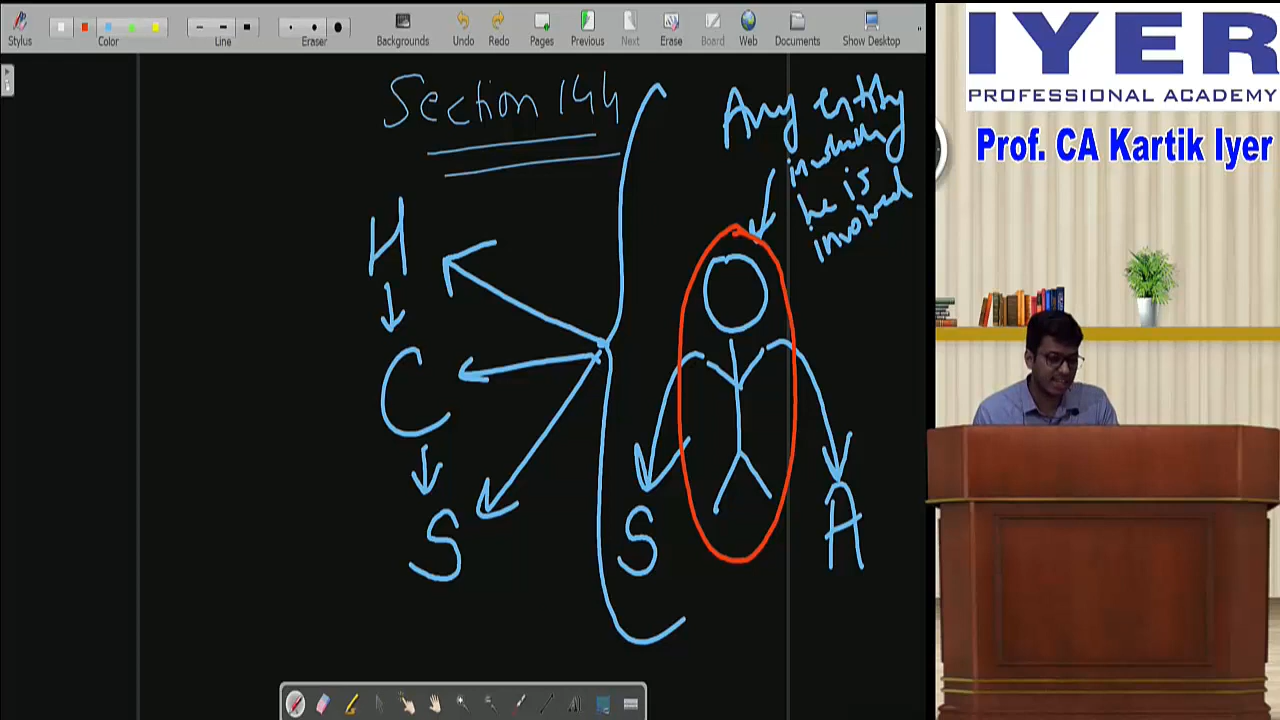 Stylus
Color
Line
Eraser
Backgrounds
Undo
Redo
Pages
Previous
Next
Erase
Board
Web
Documents
Show Desktop
IYER
PROFESSIONAL ACADEMY
Prof. CA Kartik Iyer
Section 144
Any entity
he is
involved
H
C
S
S
A